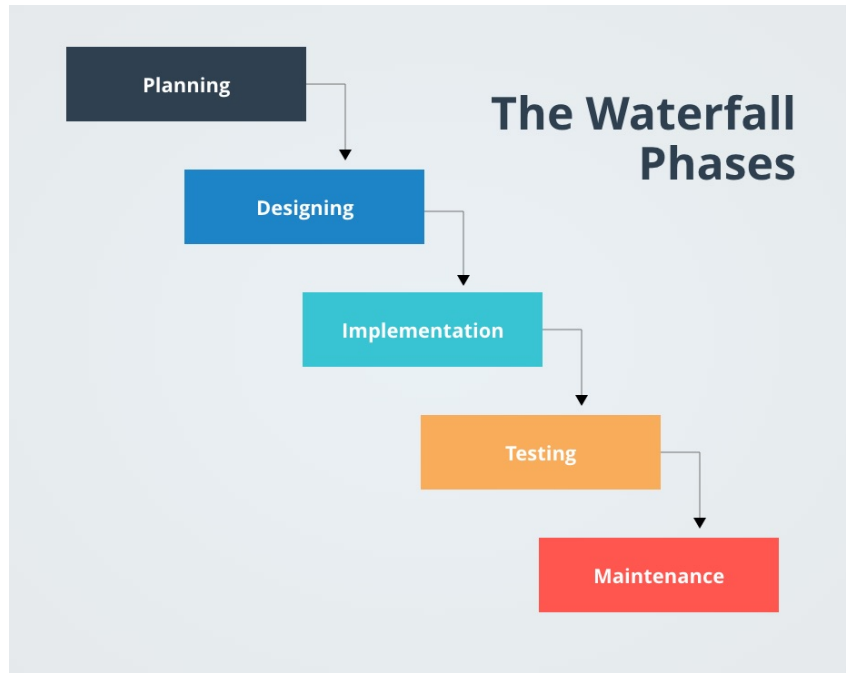 Planning
The Waterfall
Phases
Designing
Implementation
Testing
Maintenance